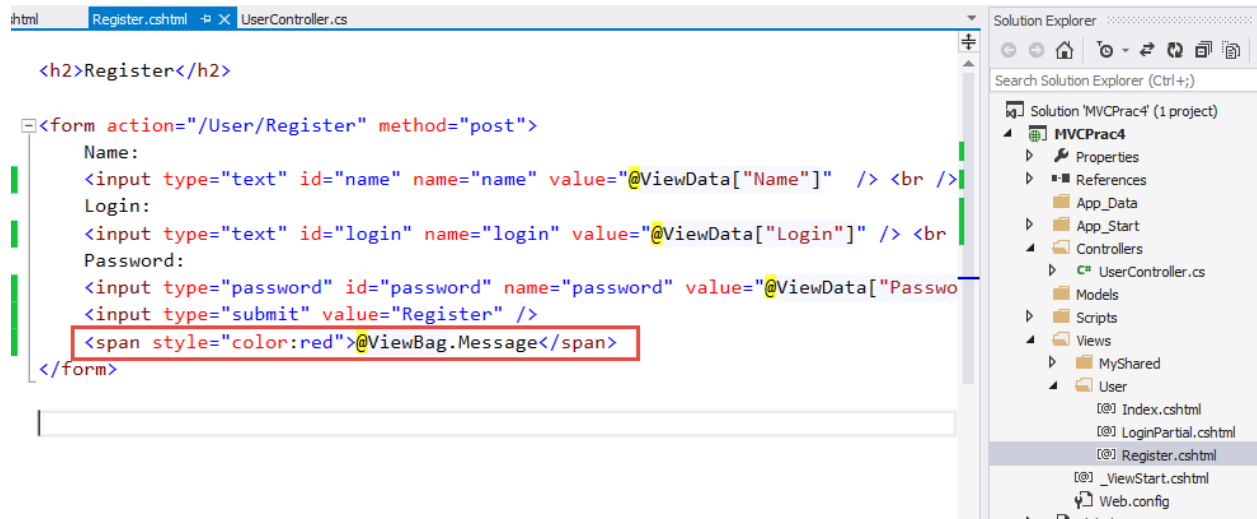 Register.cshtml UserController.cs
<h2>Register</h2>
<form action="/User/Register" method="post">
Name:
<input type="text" id="name" name="name" value="@ViewData["Name"]" /> <br />
Login:
<input type="text" id="login" name="login" value="@ViewData["Login"]" /> <br
Password:
<input type="password" id="password" name="password" value="@ViewData["Passwo
<input type="submit" value="Register" />
<span style="color:red">@ViewBag.Message</span>
</form>
Solution Explorer
Search Solution Explorer (Ctrl+;)
Solution 'MVCPrac4' (1 project)
MVCPrac4
Properties
References
App_Data
App_Start
Controllers
C# UserController.cs
Models
Scripts
Views
MyShared
User
[@] Index.cshtml
[@] LoginPartial.cshtml
[@] Register.cshtml
[@] _ViewStart.cshtml
Web.config